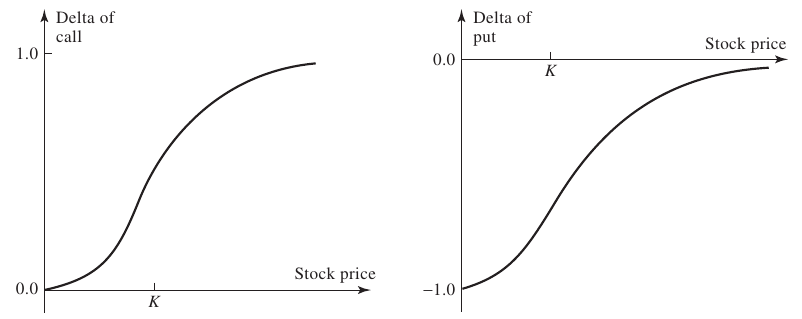 Delta of
call
1.0
0.0
Stock price
K
Delta of
put
0.0
Stock price
K
−1.0